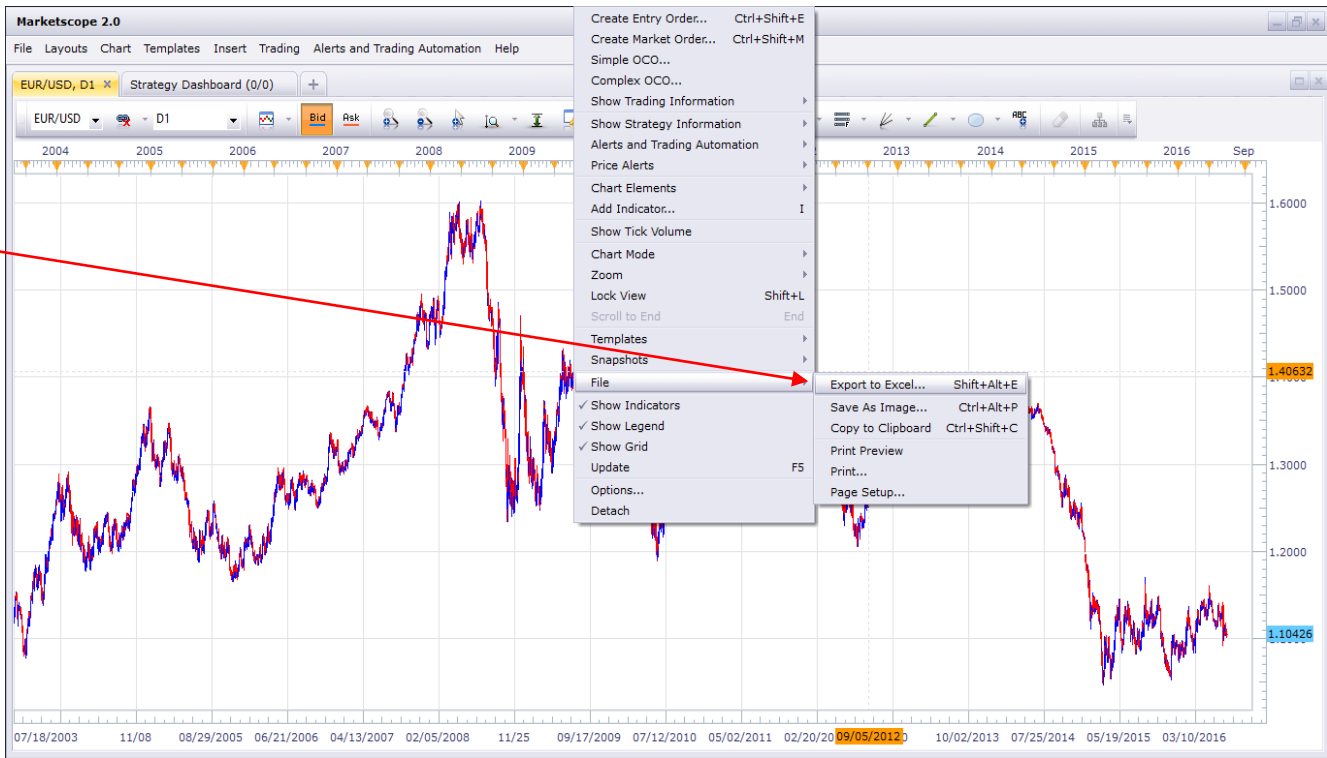 Marketscope 2.0
File Layouts Chart Templates Insert Trading Alerts and Trading Automation Help
EUR/USD, D1 Strategy Dashboard (0/0)
EUR/USD D1 Bid Ask ABC
2004 2005 2006 2007 2008 2009 2013 2014 2015 2016 Sep
Create Entry Order... Ctrl+Shift+E
Create Market Order... Ctrl+Shift+M
Simple OCO...
Complex OCO...
Show Trading Information
Show Strategy Information
Alerts and Trading Automation
Price Alerts
Chart Elements
Add Indicator... I
Show Tick Volume
Chart Mode
Zoom
Lock View Shift+L
Scroll to End End
Templates
Snapshots
File
Show Indicators
Show Legend
Show Grid
Update F5
Options...
Detach
Export to Excel... Shift+Alt+E
Save As Image... Ctrl+Alt+P
Copy to Clipboard Ctrl+Shift+C
Print Preview
Print...
Page Setup...
1.6000
1.5000
1.40632
1.3000
1.2000
1.10426
07/18/2003 11/08 08/29/2005 06/21/2006 04/13/2007 02/05/2008 11/25 09/17/2009 07/12/2010 05/02/2011 02/20/20 09/05/2012 10/02/2013 07/25/2014 05/19/2015 03/10/2016